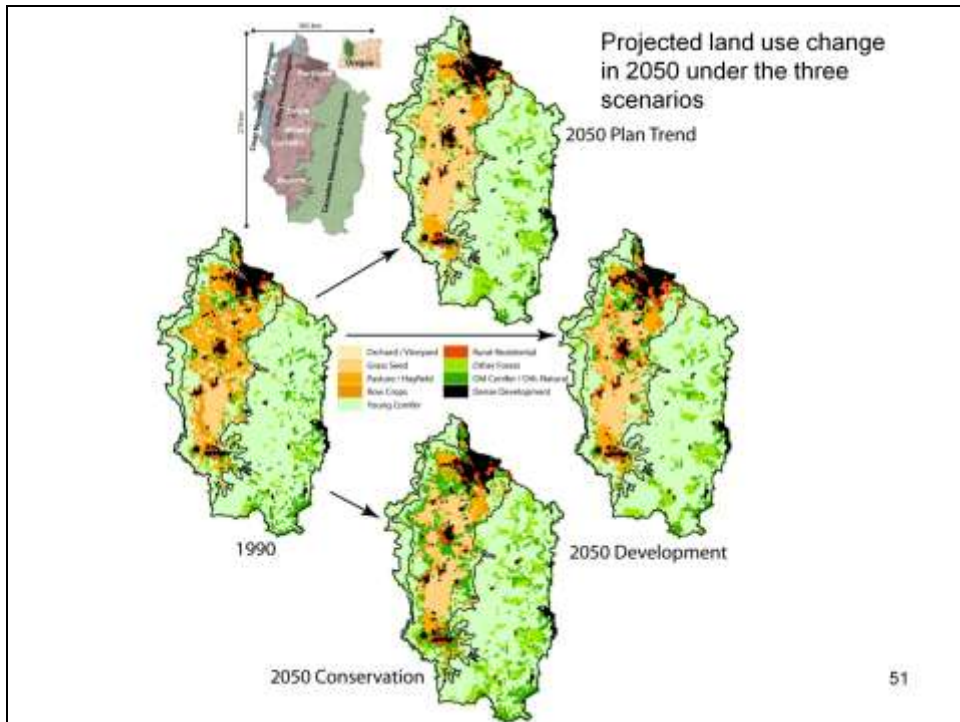 Oregon
Portland
Projected land use change
in 2050 under the three
scenarios
2050 Plan Trend
Orchard / Vineyard
Grass Seed
Pasture / Hayfield
Row Crops
Young Conifer
Rural Residential
Other Forest
Old Conifer / Oth. Natural
Dense Development
1990
2050 Development
2050 Conservation
51